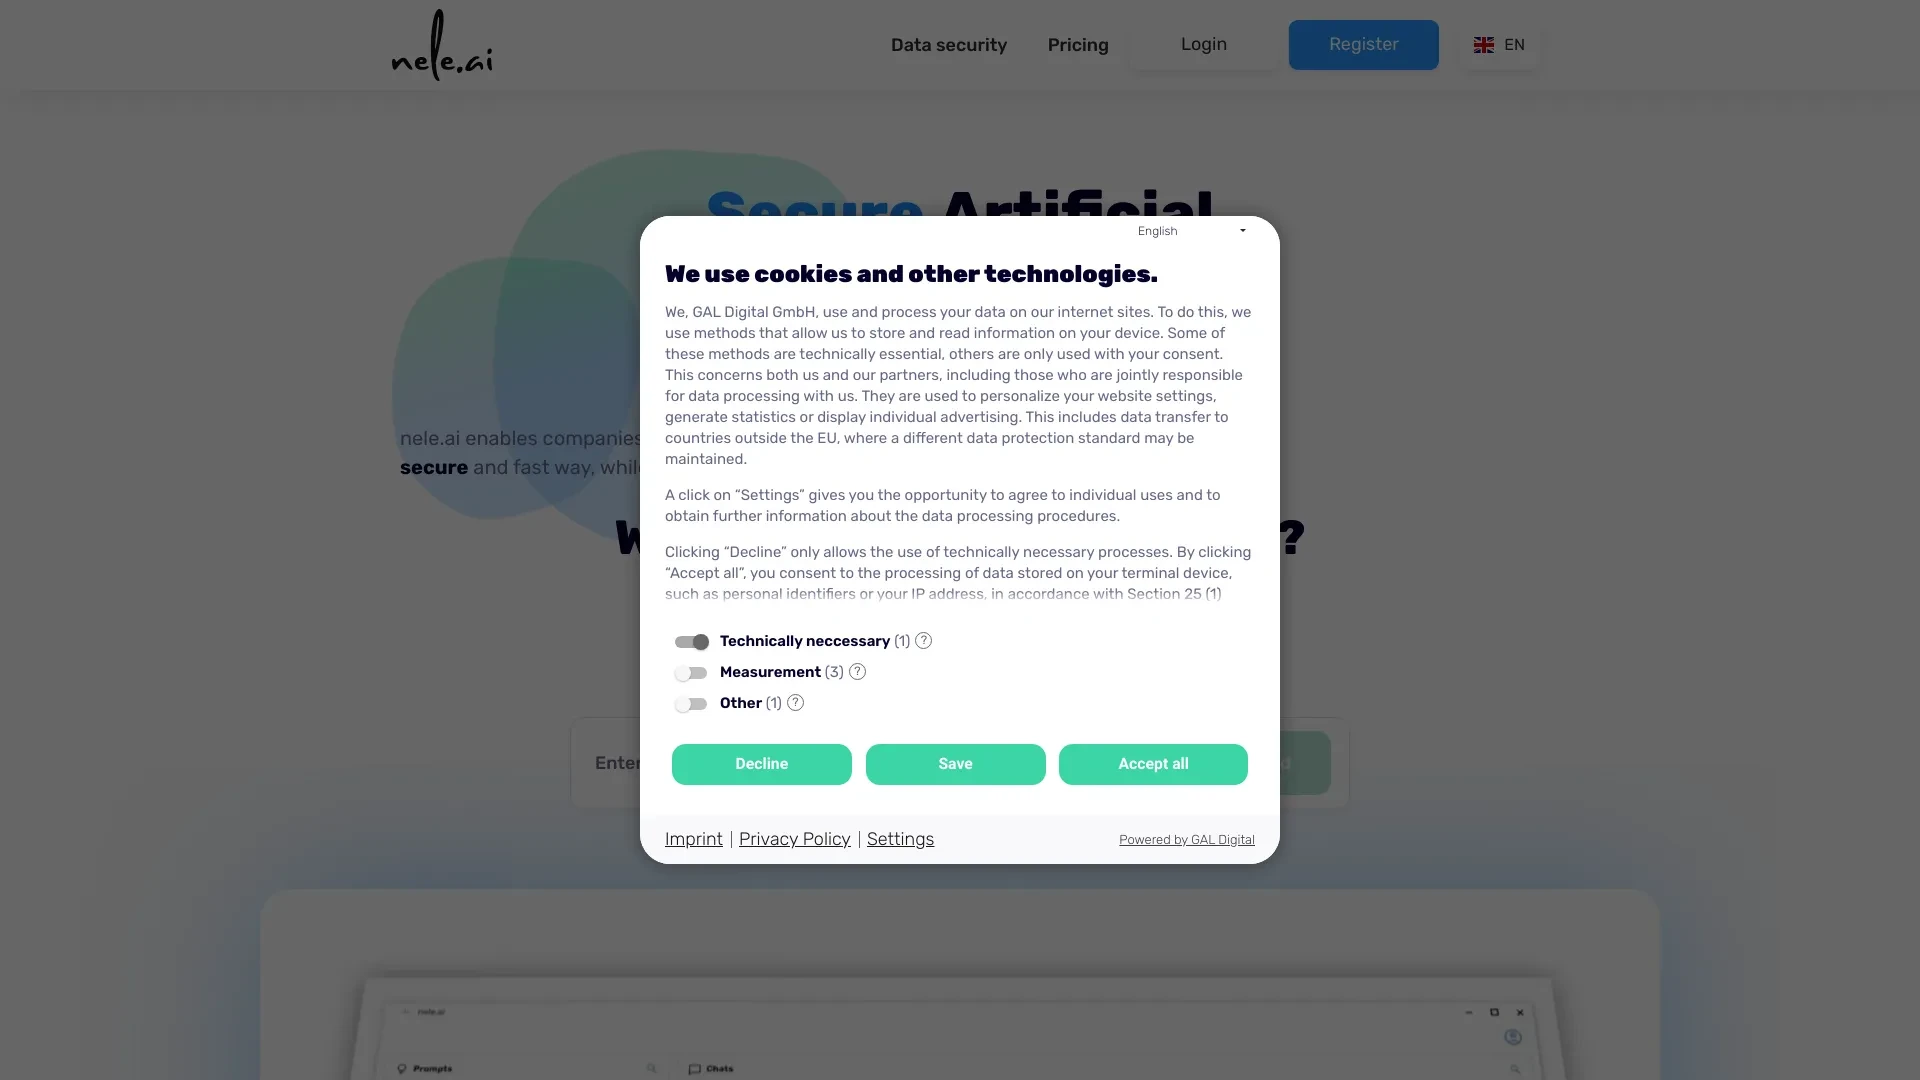 nele.ai
Data security
Pricing
Login
Register
EN
Secure Artificial
English
We use cookies and other technologies.
We, GAL Digital GmbH, use and process your data on our internet sites. To do this, we
use methods that allow us to store and read information on your device. Some of
these methods are technically essential, others are only used with your consent.
This concerns both us and our partners, including those who are jointly responsible
for data processing with us. They are used to personalize your website settings,
generate statistics or display individual advertising. This includes data transfer to
countries outside the EU, where a different data protection standard may be
maintained.
nele.ai enables companies
secure and fast way,
A click on “Settings” gives you the opportunity to agree to individual uses and to
obtain further information about the data processing procedures.
?
Clicking “Decline” only allows the use of technically necessary processes. By clicking
“Accept all”, you consent to the processing of data stored on your terminal device,
such as personal identifiers or your IP address, in accordance with Section 25 (1)
Technically neccessary (1) ?
Measurement (3) ?
Other (1) ?
Enter
Decline
Save
Accept all
Imprint | Privacy Policy | Settings
Powered by GAL Digital
nele.ai
Prompts
Chats